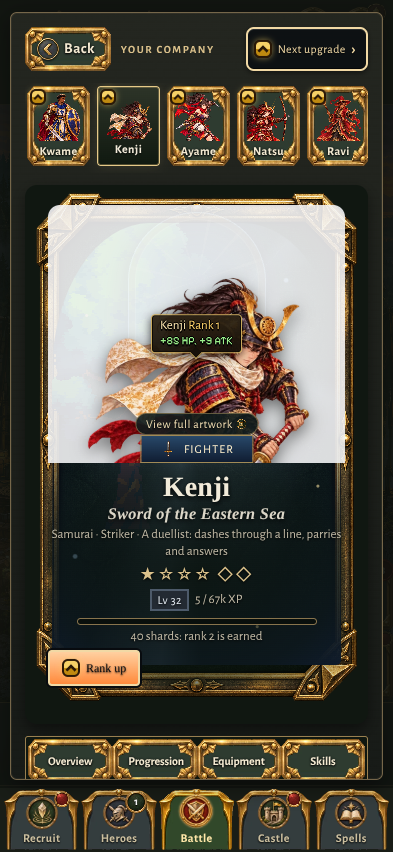 Back
YOUR COMPANY
Next upgrade ›
Kwame
Kenji
Ayame
Natsu
Ravi
Kenji Rank 1
+85 HP, +9 ATK
View full artwork
FIGHTER
Kenji
Sword of the Eastern Sea
Samurai · Striker · A duellist: dashes through a line, parries
and answers
Lv 32
5 / 67k XP
40 shards: rank 2 is earned
Rank up
Overview
Progression
Equipment
Skills
Recruit
1
Heroes
Battle
Castle
Spells